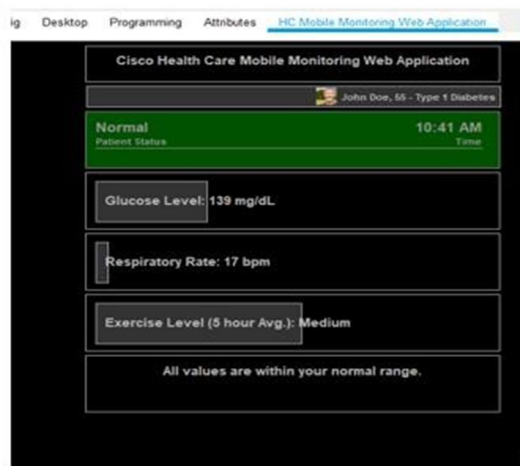 ig Desktop Programming Attributes HC Mobile Monitoring Web Application
Cisco Health Care Mobile Monitoring Web Application
John Doe, 55 - Type 1 Diabetes
Normal 10:41 AM
Patient Status Time
Glucose Level: 139 mg/dL
Respiratory Rate: 17 bpm
Exercise Level (5 hour Avg.): Medium
All values are within your normal range.